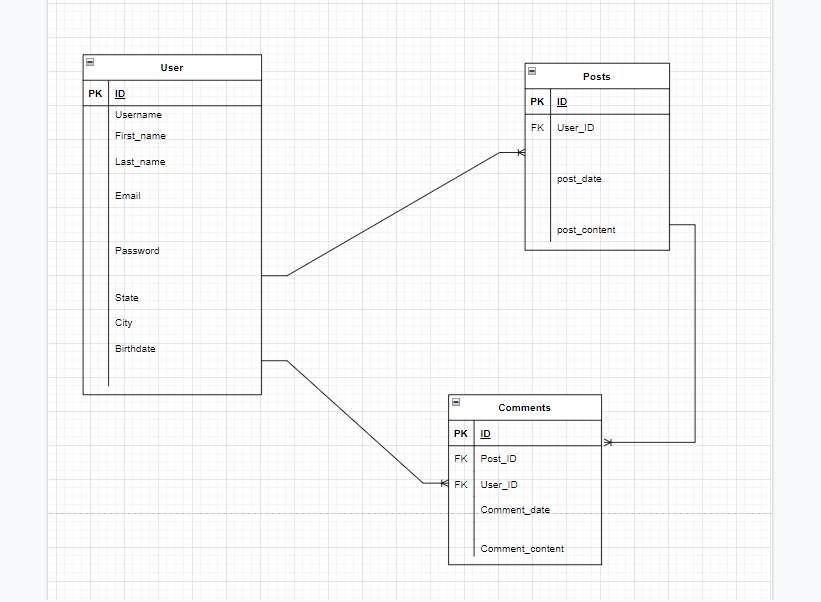 User
PK ID
Username
First_name
Last_name
Email
Password
State
City
Birthdate
Posts
PK ID
FK User_ID
post_date
post_content
Comments
PK ID
FK Post_ID
FK User_ID
Comment_date
Comment_content